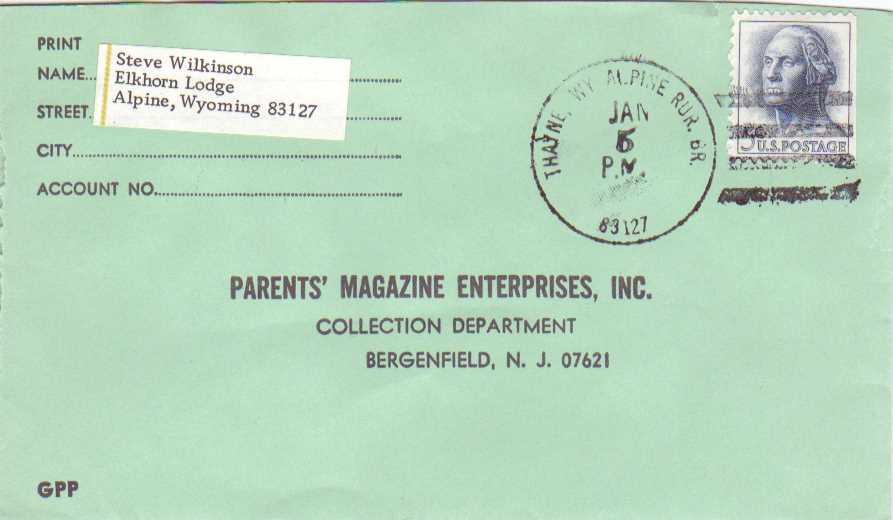 PRINT
NAME...
STREET.
CITY
ACCOUNT NO.
Steve Wilkinson
Elkhorn Lodge
Alpine, Wyoming 83127
THAYNE, WY ALPINE RUR. BR.
JAN
5
P.M.
83127
5¢ U.S. POSTAGE
PARENTS' MAGAZINE ENTERPRISES, INC.
COLLECTION DEPARTMENT
BERGENFIELD, N. J. 07621
GPP